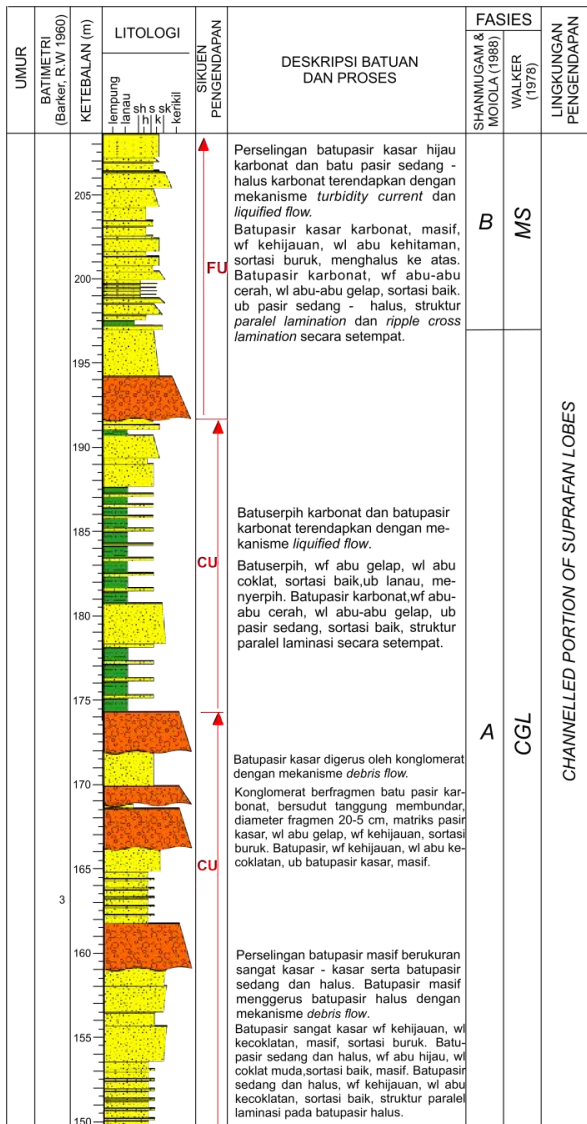 UMUR
BATIMETRI
(Barker, R.W 1960)
KETEBALAN (m)
LITOLOGI
lempung
lanau
sh
h
s
k
sk
kerikil
SIKUEN
PENGENDAPAN
DESKRIPSI BATUAN
DAN PROSES
FASIES
SHANMUGAM &
MOIOLA (1988)
WALKER
(1978)
LINGKUNGAN
PENGENDAPAN
205
200
195
190
185
180
175
170
165
160
155
150
3
FU
CU
CU
Perselingan batupasir kasar hijau
karbonat dan batu pasir sedang -
halus karbonat terendapkan dengan
mekanisme turbidity current dan
liquified flow.
Batupasir kasar karbonat, masif,
wf kehijauan, wl abu kehitaman,
sortasi buruk, menghalus ke atas.
Batupasir karbonat, wf abu-abu
cerah, wl abu-abu gelap, sortasi baik.
ub pasir sedang - halus, struktur
paralel lamination dan ripple cross
lamination secara setempat.
Batuserpih karbonat dan batupasir
karbonat terendapkan dengan me-
kanisme liquified flow.
Batuserpih, wf abu gelap, wl abu
coklat, sortasi baik,ub lanau, me-
nyerpih. Batupasir karbonat,wf abu-
abu cerah, wl abu-abu gelap, ub
pasir sedang, sortasi baik, struktur
paralel laminasi secara setempat.
Batupasir kasar digerus oleh konglomerat
dengan mekanisme debris flow.
Konglomerat berfragmen batu pasir kar-
bonat, bersudut tanggung membundar,
diameter fragmen 20-5 cm, matriks pasir
kasar, wl abu gelap, wf kehijauan, sortasi
buruk. Batupasir, wf kehijauan, wl abu ke-
coklatan, ub batupasir kasar, masif.
Perselingan batupasir masif berukuran
sangat kasar - kasar serta batupasir
sedang dan halus. Batupasir masif
menggerus batupasir halus dengan
mekanisme debris flow.
Batupasir sangat kasar wf kehijauan, wl
kecoklatan, masif, sortasi buruk. Batu-
pasir sedang dan halus, wf abu hijau, wl
coklat muda,sortasi baik, masif. Batupasir
sedang dan halus, wf kehijauan, wl abu
kecoklatan, sortasi baik, struktur paralel
laminasi pada batupasir halus.
B
MS
A
CGL
CHANNELLED PORTION OF SUPRAFAN LOBES